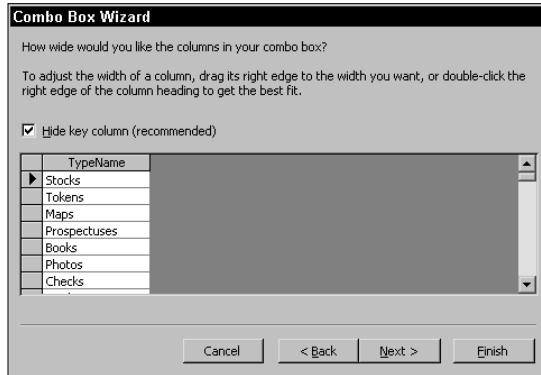 Combo Box Wizard
How wide would you like the columns in your combo box?
To adjust the width of a column, drag its right edge to the width you want, or double-click the
right edge of the column heading to get the best fit.
Hide key column (recommended)
TypeName
Stocks
Tokens
Maps
Prospectuses
Books
Photos
Checks
Cancel
< Back
Next >
Finish